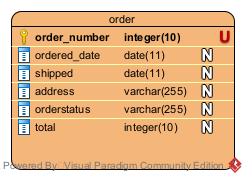 order
order_number integer(10) U
ordered_date date(11) N
shipped date(11) N
address varchar(255) N
orderstatus varchar(255) N
total integer(10) N
Powered By Visual Paradigm Community Edition